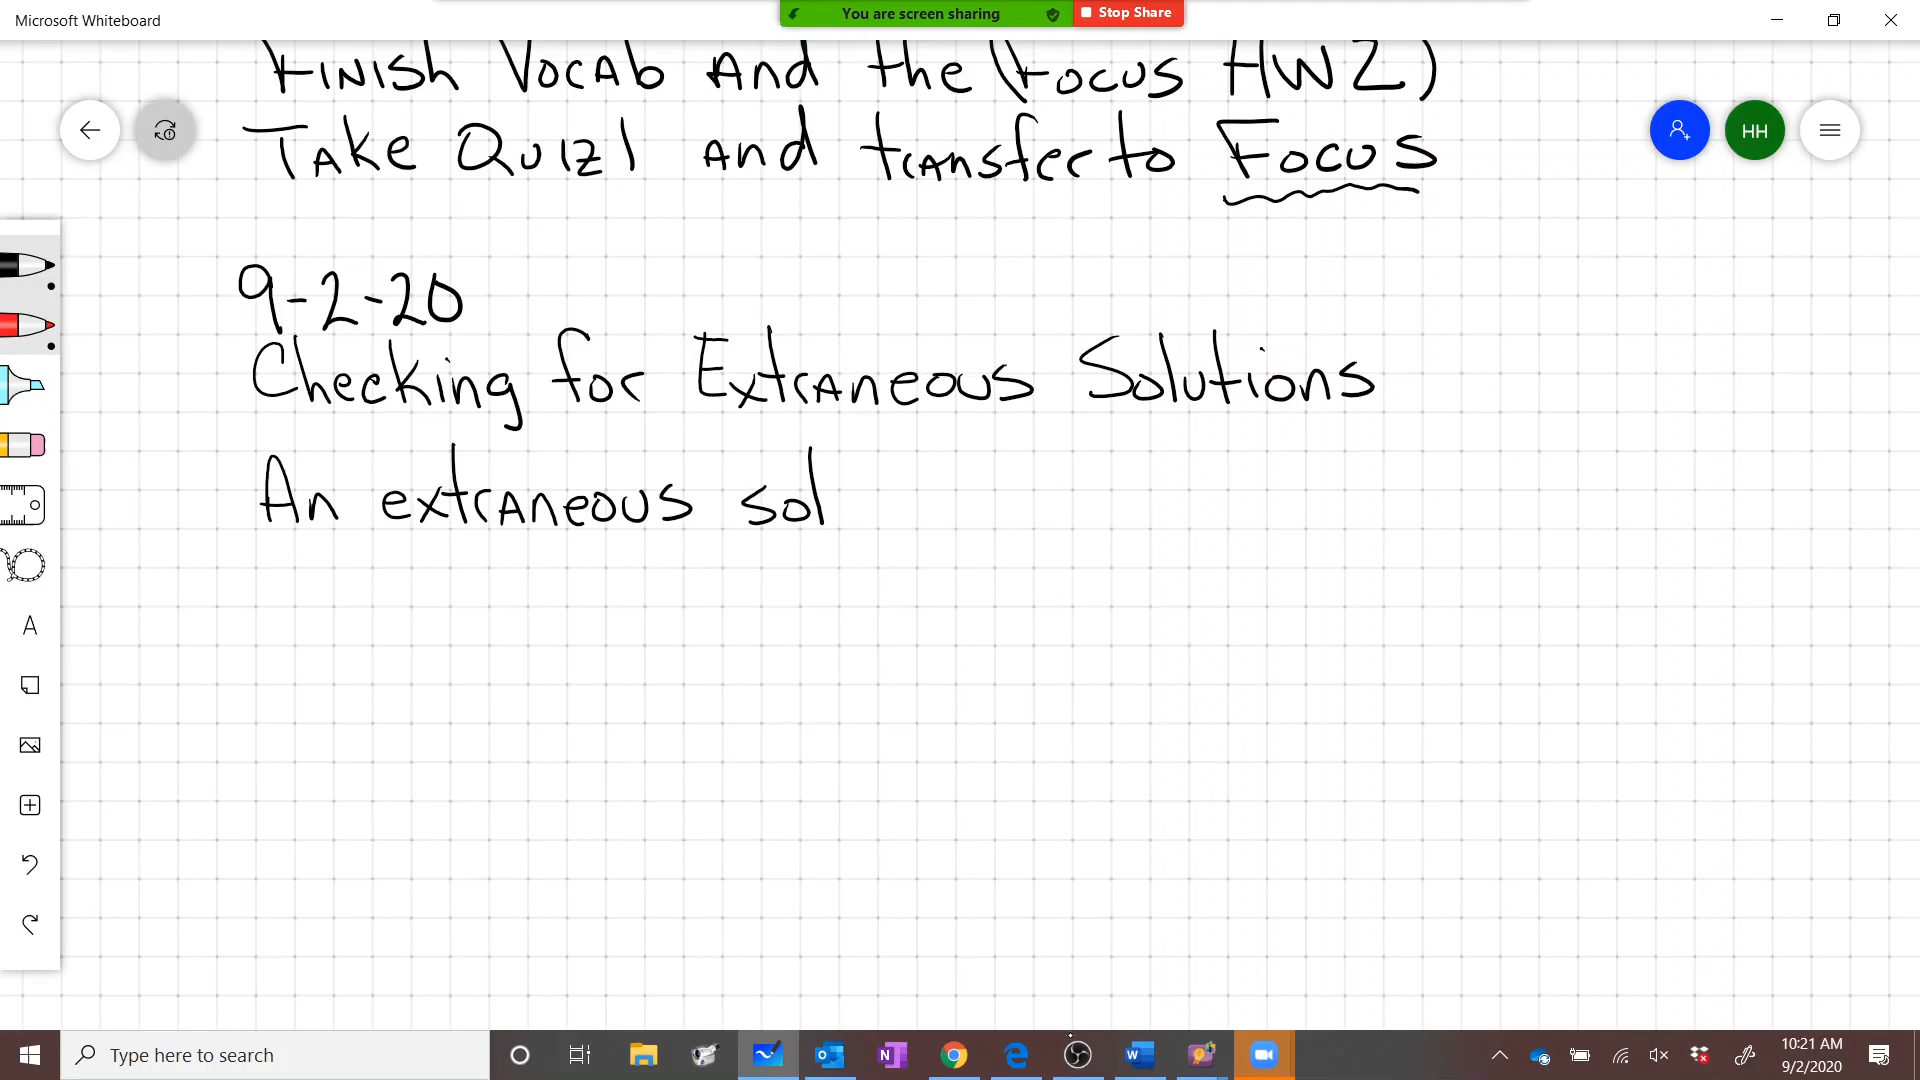 Microsoft Whiteboard
You are screen sharing
Stop Share
Finish Vocab and the (Focus HW2)
Take Quiz 1 and transfer to Focus
HH
9-2-20
Checking for Extraneous Solutions
An extraneous sol
Type here to search
10:21 AM
9/2/2020